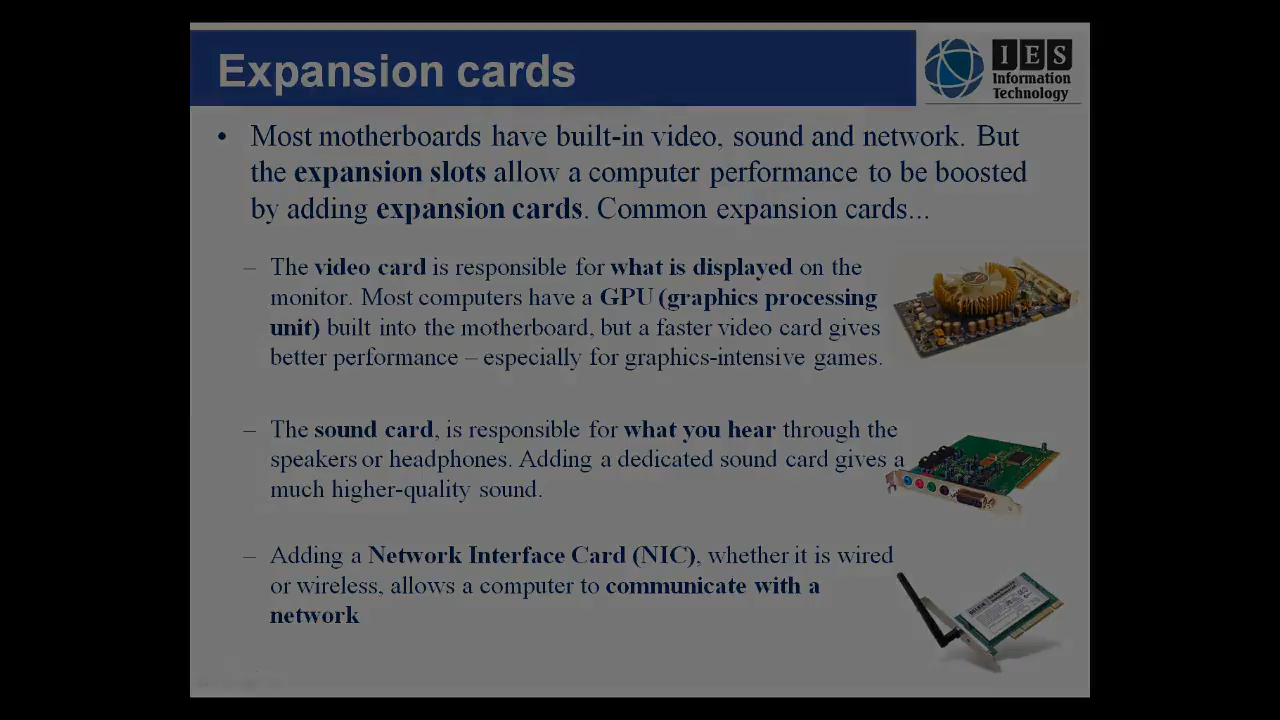 Expansion cards
IES
Information
Technology
• Most motherboards have built-in video, sound and network. But
the expansion slots allow a computer performance to be boosted
by adding expansion cards. Common expansion cards...
– The video card is responsible for what is displayed on the
monitor. Most computers have a GPU (graphics processing
unit) built into the motherboard, but a faster video card gives
better performance – especially for graphics-intensive games.
– The sound card, is responsible for what you hear through the
speakers or headphones. Adding a dedicated sound card gives a
much higher-quality sound.
– Adding a Network Interface Card (NIC), whether it is wired
or wireless, allows a computer to communicate with a
network